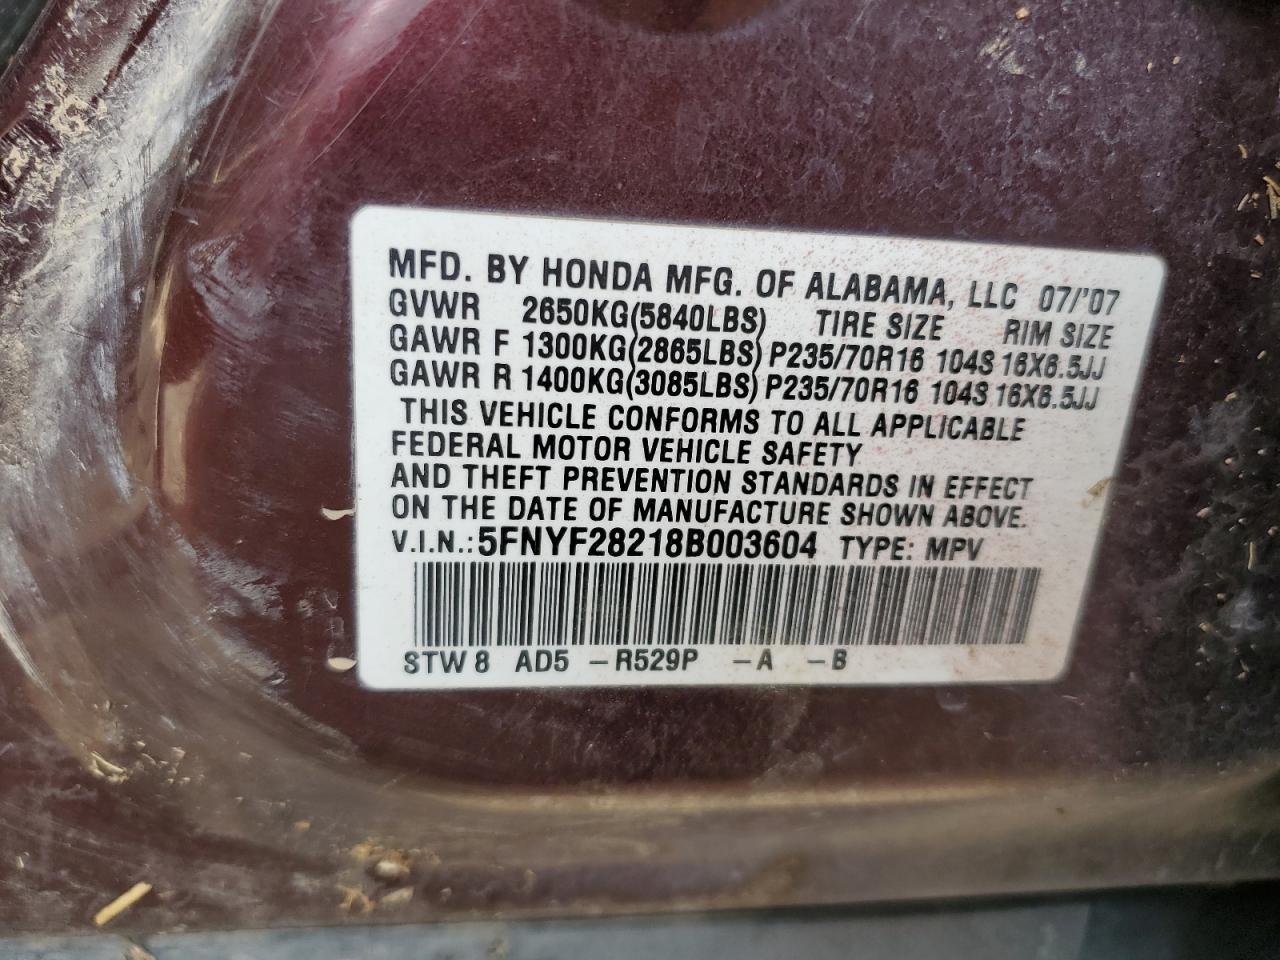 MFD. BY HONDA MFG. OF ALABAMA, LLC 07/'07
GVWR 2650KG(5840LBS) TIRE SIZE RIM SIZE
GAWR F 1300KG(2865LBS) P235/70R16 104S 16X6.5JJ
GAWR R 1400KG(3085LBS) P235/70R16 104S 16X6.5JJ
THIS VEHICLE CONFORMS TO ALL APPLICABLE
FEDERAL MOTOR VEHICLE SAFETY
AND THEFT PREVENTION STANDARDS IN EFFECT
ON THE DATE OF MANUFACTURE SHOWN ABOVE.
V.I.N.: 5FNYF28218B003604 TYPE: MPV
STW8 AD5 -R529P -A -B